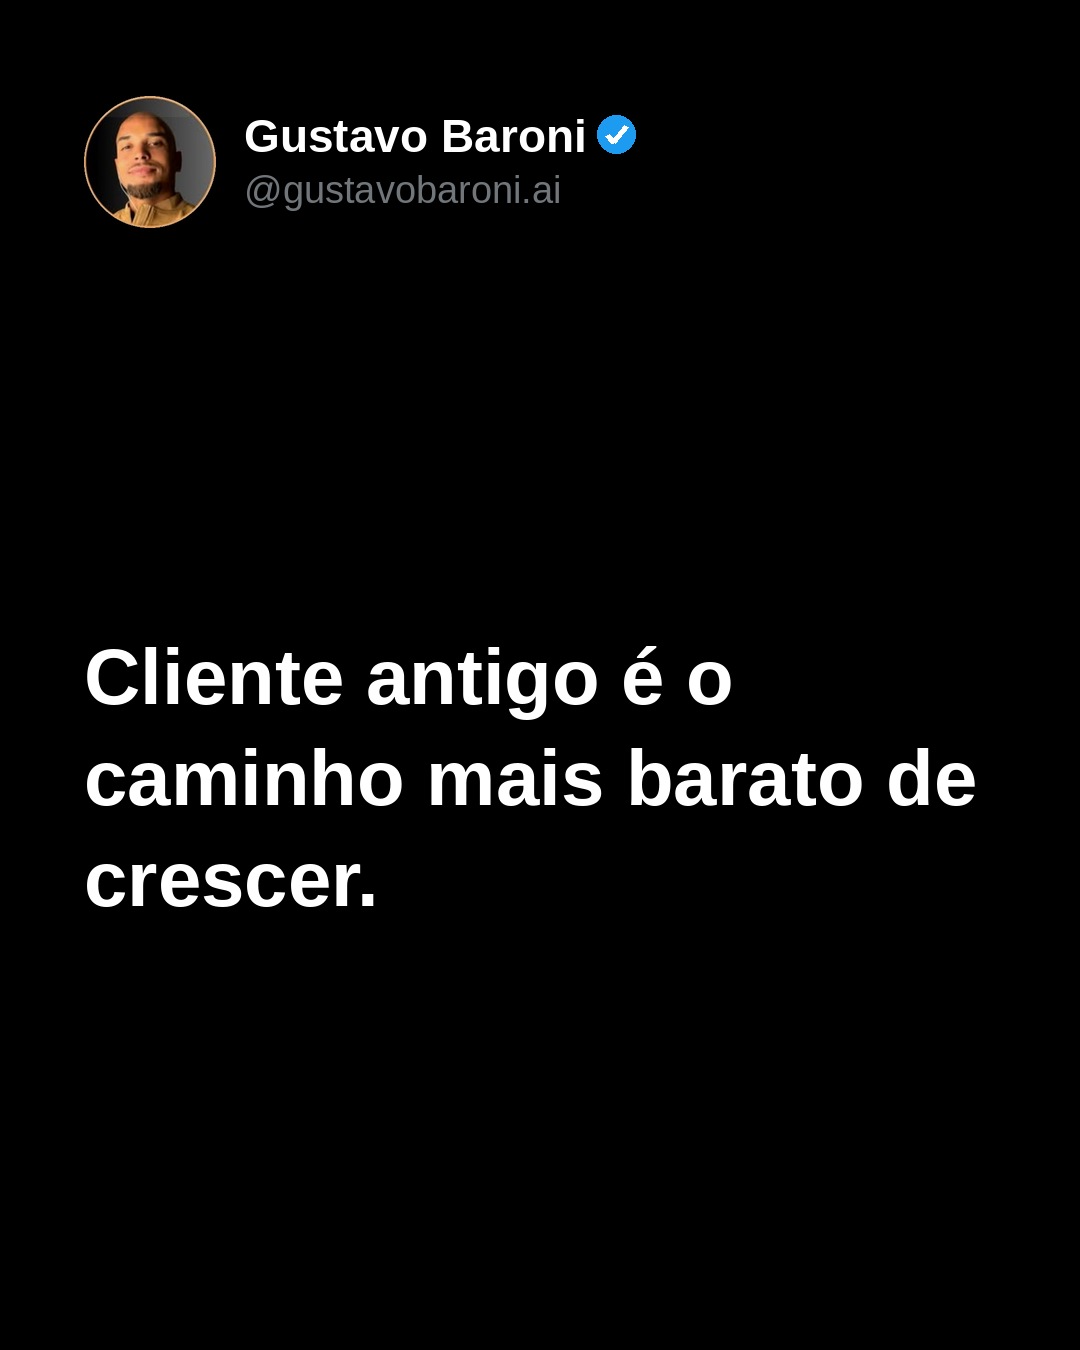 Gustavo Baroni
@gustavobaroni.ai
Cliente antigo é o
caminho mais barato de
crescer.